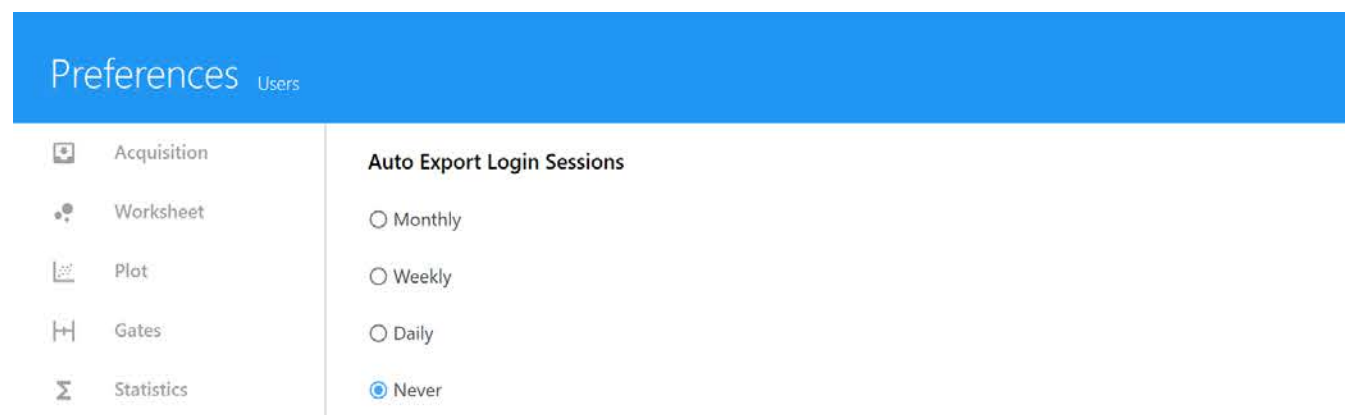 Preferences Users
Acquisition
Worksheet
Plot
Gates
Statistics
Auto Export Login Sessions
Monthly
Weekly
Daily
Never